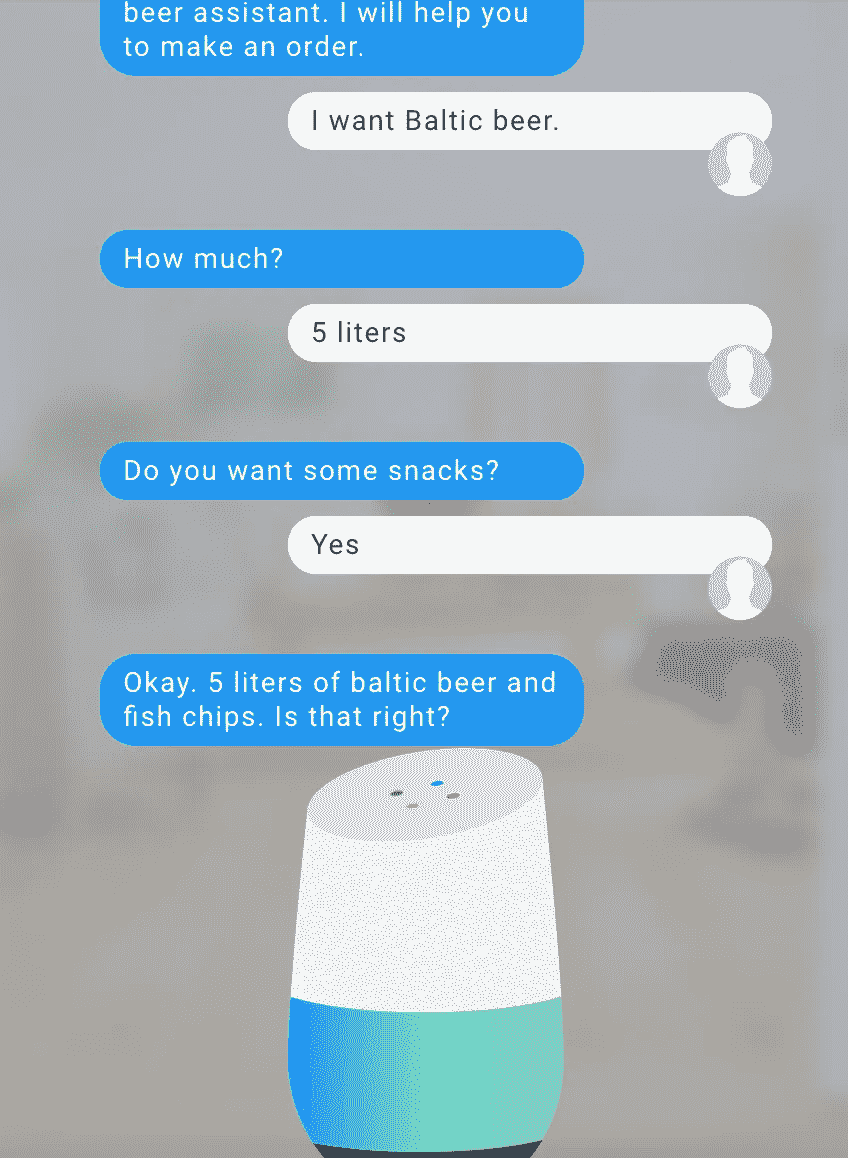 beer assistant. I will help you
to make an order.
I want Baltic beer.
How much?
5 liters
Do you want some snacks?
Yes
Okay. 5 liters of baltic beer and
fish chips. Is that right?